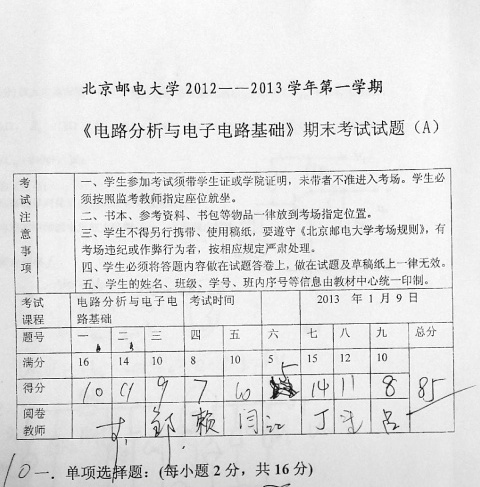 北京邮电大学 2012——2013 学年第一学期
《电路分析与电子电路基础》期末考试试题（A）
考试注意事项
一、学生参加考试须带学生证或学院证明，未带者不准进入考场。学生必
须按照监考教师指定座位就坐。
二、书本、参考资料、书包等物品一律放到考场指定位置。
三、学生不得另行携带、使用稿纸，要遵守《北京邮电大学考场规则》，有
考场违纪或作弊行为者，按相应规定严肃处理。
四、学生必须将答题内容做在试题答卷上，做在试题及草稿纸上一律无效。
五、学生的姓名、班级、学号、班内序号等信息由教材中心统一印制。
考试课程 电路分析与电子电路基础 考试时间 2013 年 1 月 9 日
题号 一 二 三 四 五 六 七 八 九 总分
满分 16 14 10 8 10 5 15 12 10
得分 10 9 7 10 5 14 11 8 85
阅卷教师 郭 赖 闫 丁 吕
10 一．单项选择题：(每小题 2 分，共 16 分)